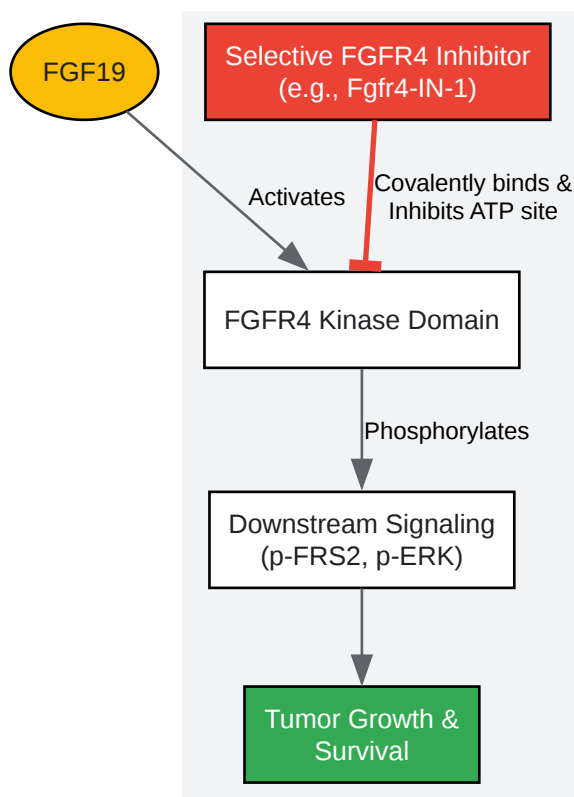 FGF19
Selective FGFR4 Inhibitor
(e.g., Fgfr4-IN-1)
Activates
Covalently binds &
Inhibits ATP site
FGFR4 Kinase Domain
Phosphorylates
Downstream Signaling
(p-FRS2, p-ERK)
Tumor Growth &
Survival